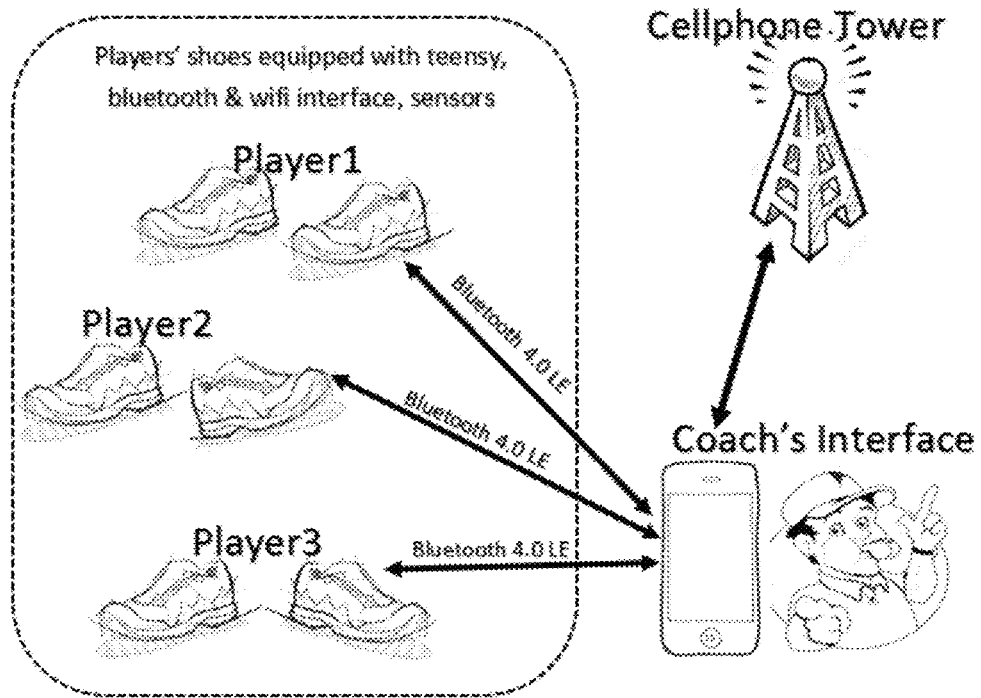 Cellphone Tower
Players' shoes equipped with teensy,
bluetooth & wifi interface, sensors
Player1
Bluetooth 4.0 LE
Player2
Bluetooth 4.0 LE
Coach's Interface
Player3
Bluetooth 4.0 LE